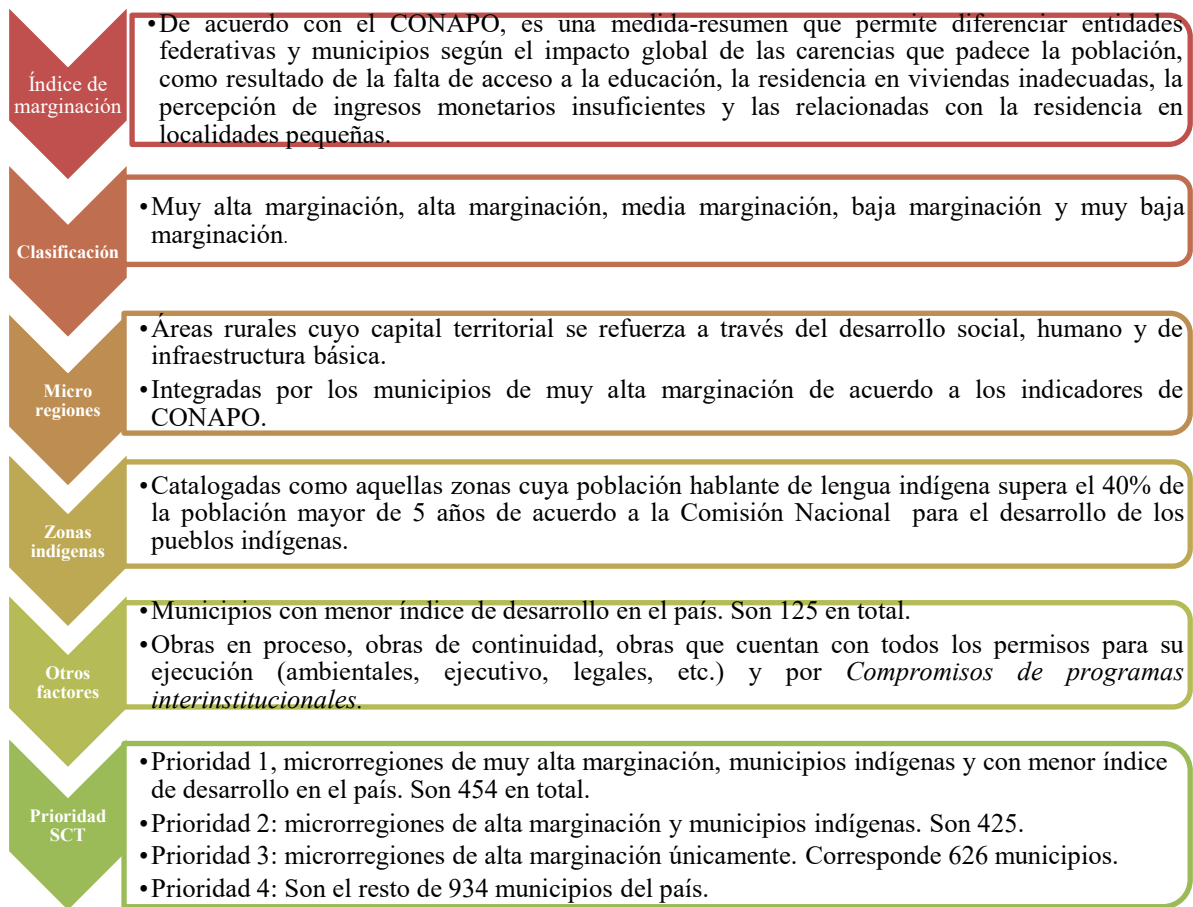 Índice de
marginación
•De acuerdo con el CONAPO, es una medida-resumen que permite diferenciar entidades
federativas y municipios según el impacto global de las carencias que padece la población,
como resultado de la falta de acceso a la educación, la residencia en viviendas inadecuadas, la
percepción de ingresos monetarios insuficientes y las relacionadas con la residencia en
localidades pequeñas.
Clasificación
•Muy alta marginación, alta marginación, media marginación, baja marginación y muy baja
marginación.
Micro
regiones
•Áreas rurales cuyo capital territorial se refuerza a través del desarrollo social, humano y de
infraestructura básica.
•Integradas por los municipios de muy alta marginación de acuerdo a los indicadores de
CONAPO.
Zonas
indígenas
•Catalogadas como aquellas zonas cuya población hablante de lengua indígena supera el 40% de
la población mayor de 5 años de acuerdo a la Comisión Nacional para el desarrollo de los
pueblos indígenas.
Otros
factores
•Municipios con menor índice de desarrollo en el país. Son 125 en total.
•Obras en proceso, obras de continuidad, obras que cuentan con todos los permisos para su
ejecución (ambientales, ejecutivo, legales, etc.) y por Compromisos de programas
interinstitucionales.
Prioridad
SCT
•Prioridad 1, microrregiones de muy alta marginación, municipios indígenas y con menor índice
de desarrollo en el país. Son 454 en total.
•Prioridad 2: microrregiones de alta marginación y municipios indígenas. Son 425.
•Prioridad 3: microrregiones de alta marginación únicamente. Corresponde 626 municipios.
•Prioridad 4: Son el resto de 934 municipios del país.